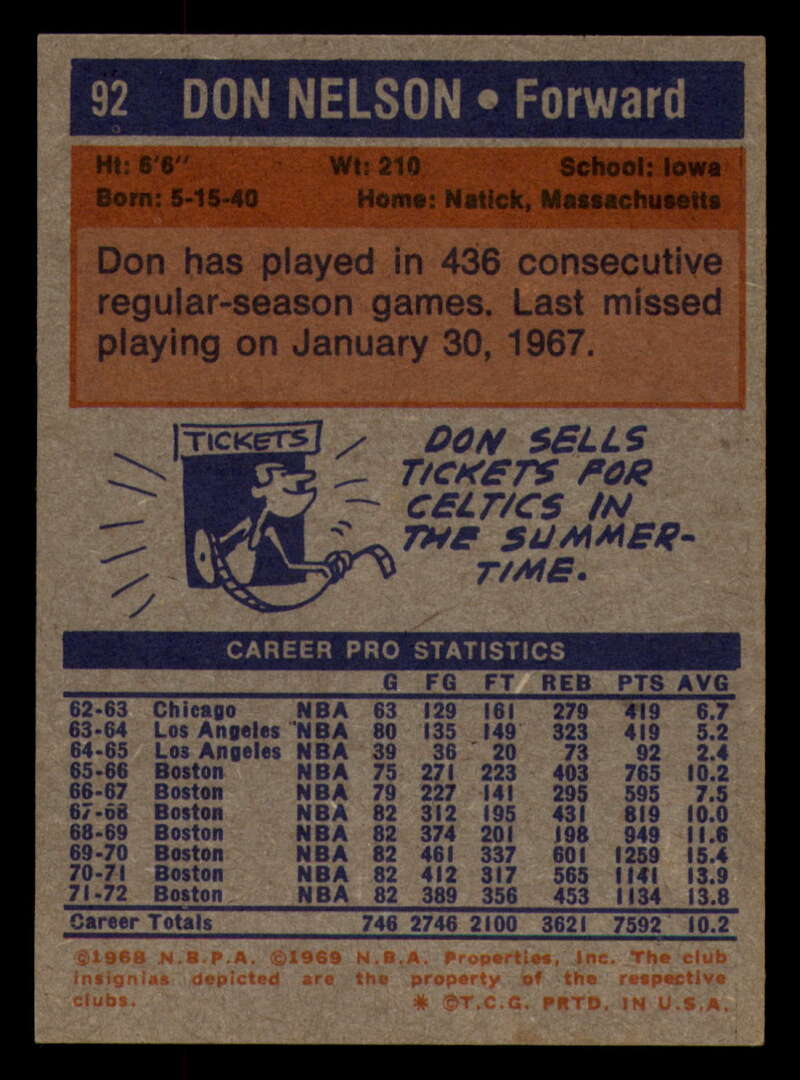 92 DON NELSON • Forward
Ht: 6'6" Wt: 210 School: Iowa
Born: 5-15-40 Home: Natick, Massachusetts
Don has played in 436 consecutive
regular-season games. Last missed
playing on January 30, 1967.
TICKETS
DON SELLS
TICKETS FOR
CELTICS IN
THE SUMMER-
TIME.
CAREER PRO STATISTICS
G FG FT REB PTS AVG
62-63 Chicago NBA 63 129 161 279 419 6.7
63-64 Los Angeles NBA 80 135 149 323 419 5.2
64-65 Los Angeles NBA 39 36 20 73 92 2.4
65-66 Boston NBA 75 271 223 403 765 10.2
66-67 Boston NBA 79 227 141 295 595 7.5
67-68 Boston NBA 82 312 195 431 819 10.0
68-69 Boston NBA 82 374 201 198 949 11.6
69-70 Boston NBA 82 461 337 601 1259 15.4
70-71 Boston NBA 82 412 317 565 1141 13.9
71-72 Boston NBA 82 389 356 453 1134 13.8
Career Totals 746 2746 2100 3621 7592 10.2
©1968 N.B.P.A. ©1969 N.B.A. Properties, Inc. The club
insignias depicted are the property of the respective
clubs. * ©T.C.G. PRTD. IN U.S.A.